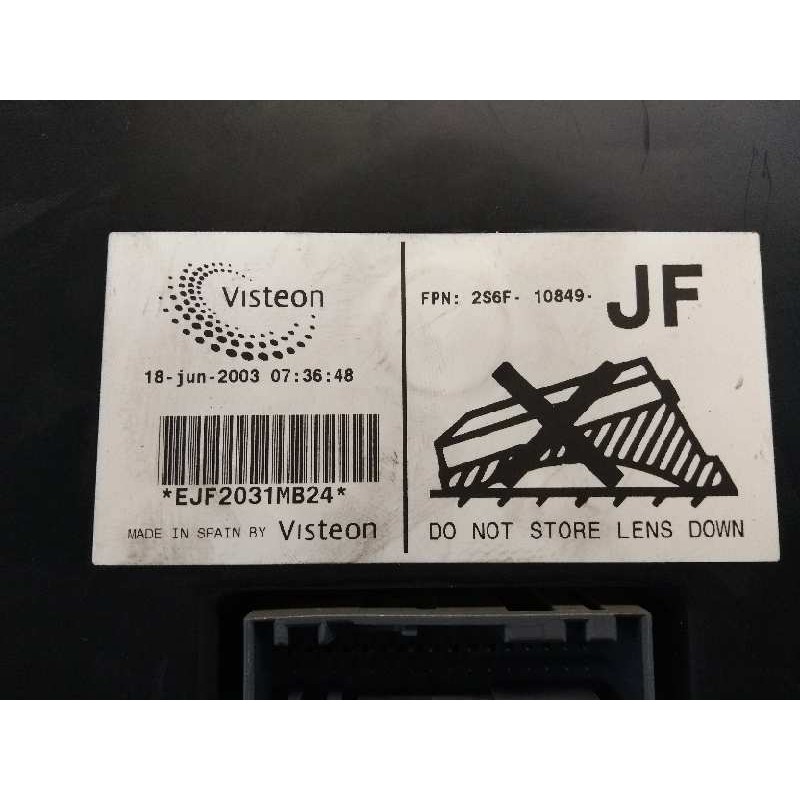 Visteon
18-jun-2003 07:36:48
*EJF2031MB24*
MADE IN SPAIN BY Visteon
FPN: 2S6F- 10849- JF
DO NOT STORE LENS DOWN